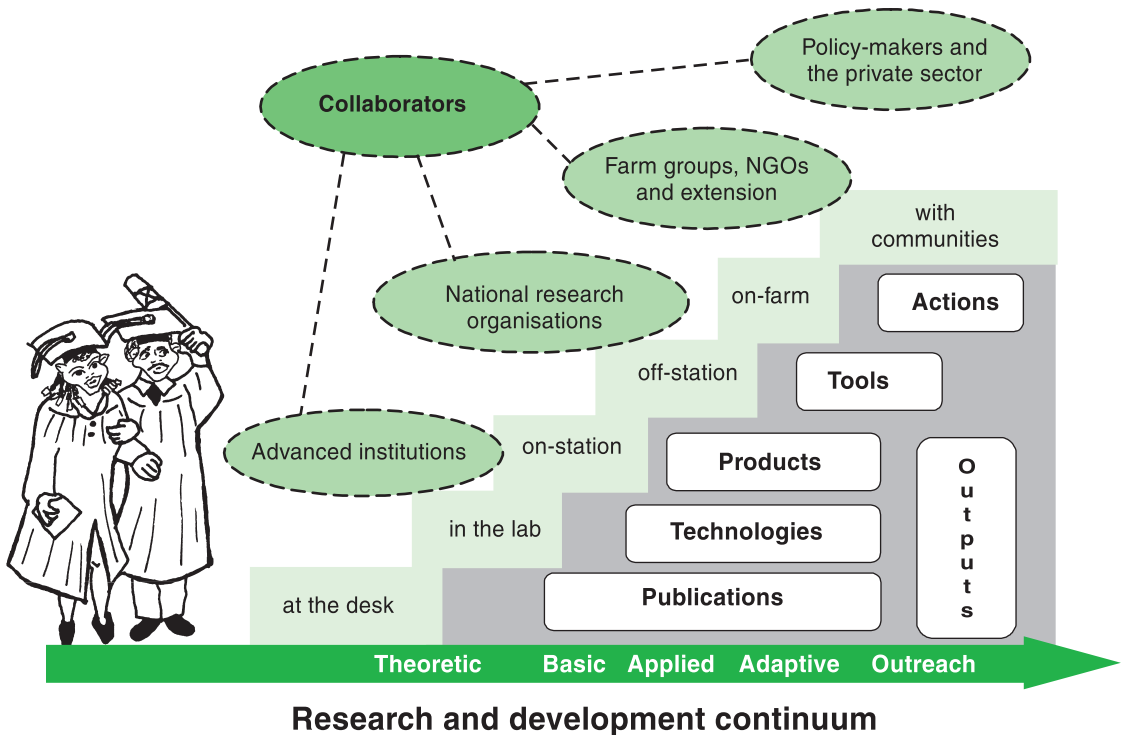 Policy-makers and
the private sector
Collaborators
Farm groups, NGOs
and extension
with
communities
National research
organisations
on-farm
Actions
off-station
Tools
Advanced institutions
on-station
Products
in the lab
Technologies
Outputs
at the desk
Publications
Theoretic Basic Applied Adaptive Outreach
Research and development continuum